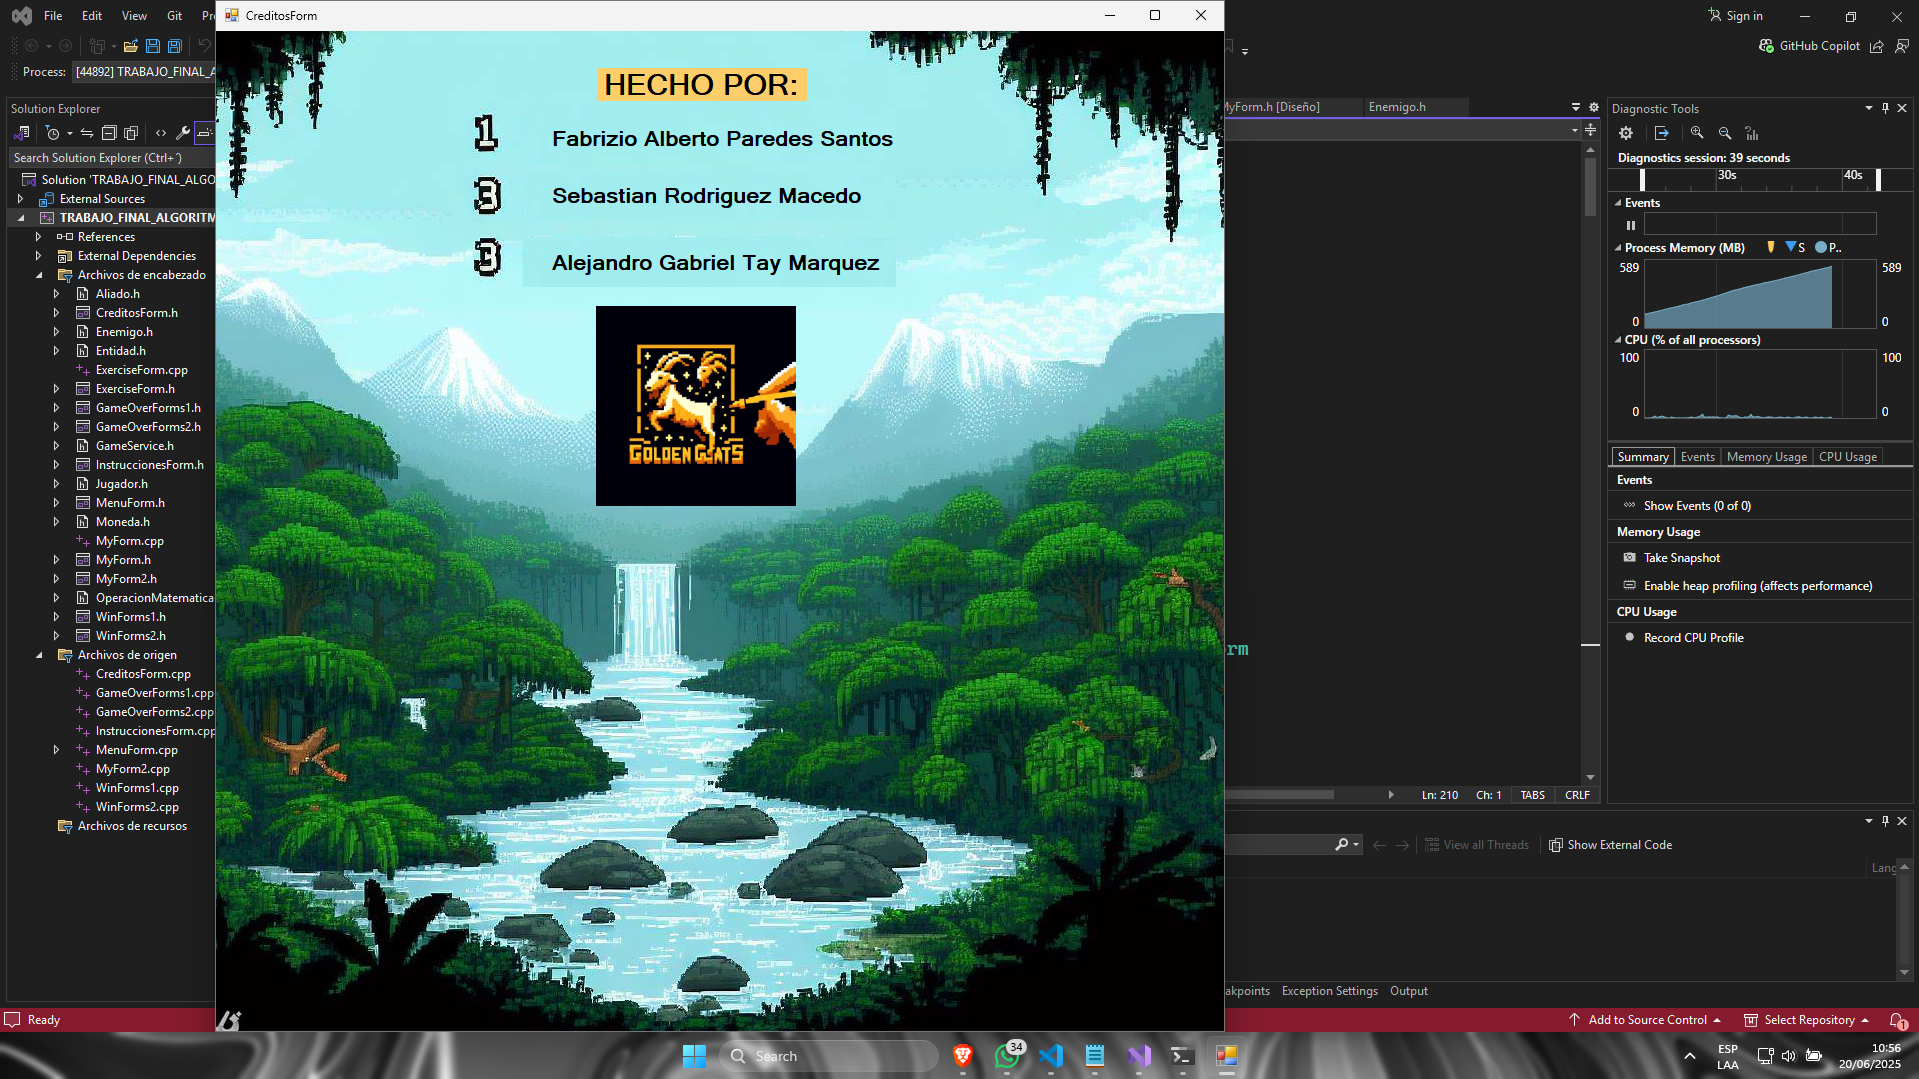 File Edit View Git
CreditosForm
Sign in
GitHub Copilot
Process: [44892] TRABAJO_FINAL_A
Solution Explorer
Search Solution Explorer (Ctrl+´)
Solution 'TRABAJO_FINAL_ALGO
External Sources
TRABAJO_FINAL_ALGORITM
References
External Dependencies
Archivos de encabezado
Aliado.h
CreditosForm.h
Enemigo.h
Entidad.h
ExerciseForm.cpp
ExerciseForm.h
GameOverForms1.h
GameOverForms2.h
GameService.h
InstruccionesForm.h
Jugador.h
MenuForm.h
Moneda.h
MyForm.cpp
MyForm.h
MyForm2.h
OperacionMatematica
WinForms1.h
WinForms2.h
Archivos de origen
CreditosForm.cpp
GameOverForms1.cpp
GameOverForms2.cpp
InstruccionesForm.cpp
MenuForm.cpp
MyForm2.cpp
WinForms1.cpp
WinForms2.cpp
Archivos de recursos
HECHO POR:
1 Fabrizio Alberto Paredes Santos
3 Sebastian Rodriguez Macedo
3 Alejandro Gabriel Tay Marquez
GOLDEN GOATS
MyForm.h [Diseño] Enemigo.h
rm
Ln: 210 Ch: 1 TABS CRLF
Diagnostic Tools
Diagnostics session: 39 seconds
30s 40s
Events
Process Memory (MB) S P..
589 589
0 0
CPU (% of all processors)
100 100
0 0
Summary Events Memory Usage CPU Usage
Events
Show Events (0 of 0)
Memory Usage
Take Snapshot
Enable heap profiling (affects performance)
CPU Usage
Record CPU Profile
View all Threads Show External Code
Lang
akpoints Exception Settings Output
Ready
Add to Source Control Select Repository 1
Search
34
ESP
LAA
10:56
20/06/2025